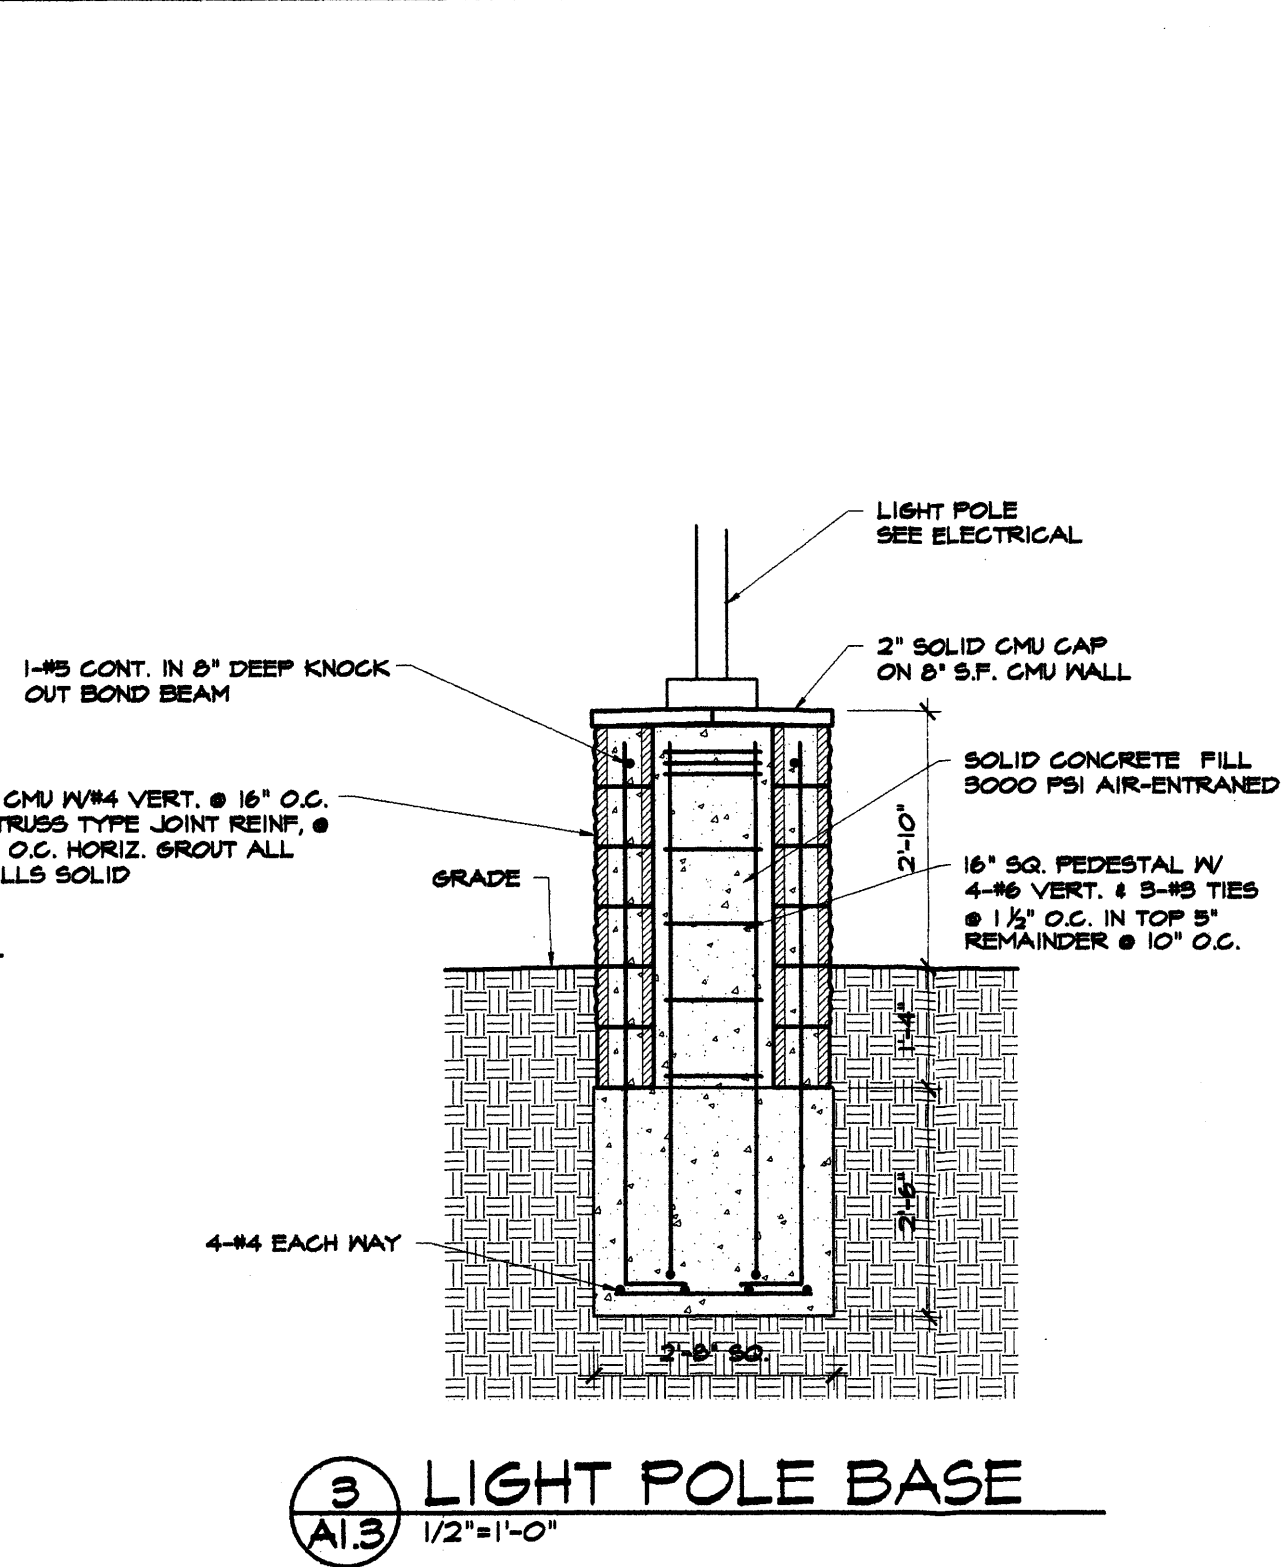 LIGHT POLE
SEE ELECTRICAL
1-#5 CONT. IN 8" DEEP KNOCK
OUT BOND BEAM
2" SOLID CMU CAP
ON 8" S.F. CMU WALL
CMU W/#4 VERT. @ 16" O.C.
TRUSS TYPE JOINT REINF, @
O.C. HORIZ. GROUT ALL
LLS SOLID
SOLID CONCRETE FILL
3000 PSI AIR-ENTRANED
2'-10"
16" SQ. PEDESTAL W/
4-#6 VERT. & 3-#3 TIES
@ 1 1/2" O.C. IN TOP 5"
REMAINDER @ 10" O.C.
GRADE
1'-4"
2'-6"
4-#4 EACH WAY
2'-8" SQ.
3
A1.3
LIGHT POLE BASE
1/2"=1'-0"